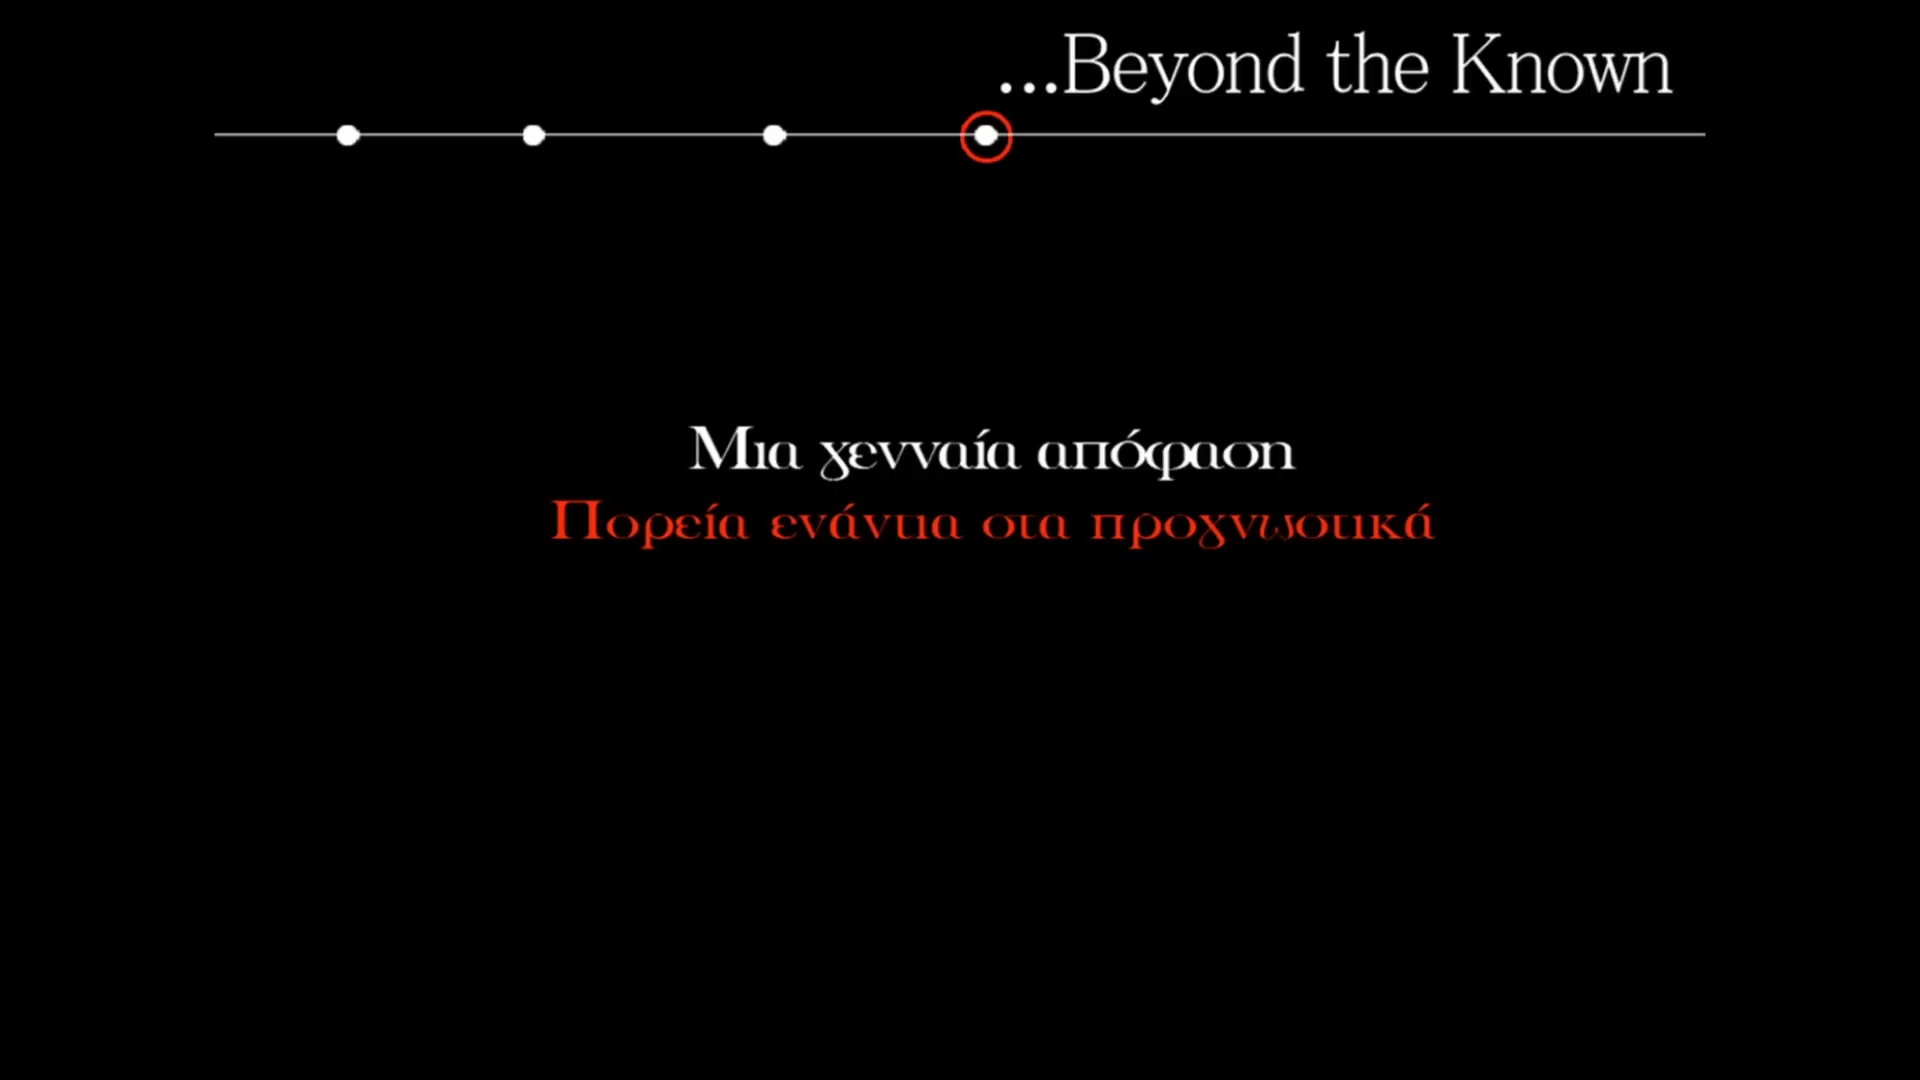 ...Beyond the Known
Μια γενναία απόφαση
Πορεία ενάντια στα προγνωστικά